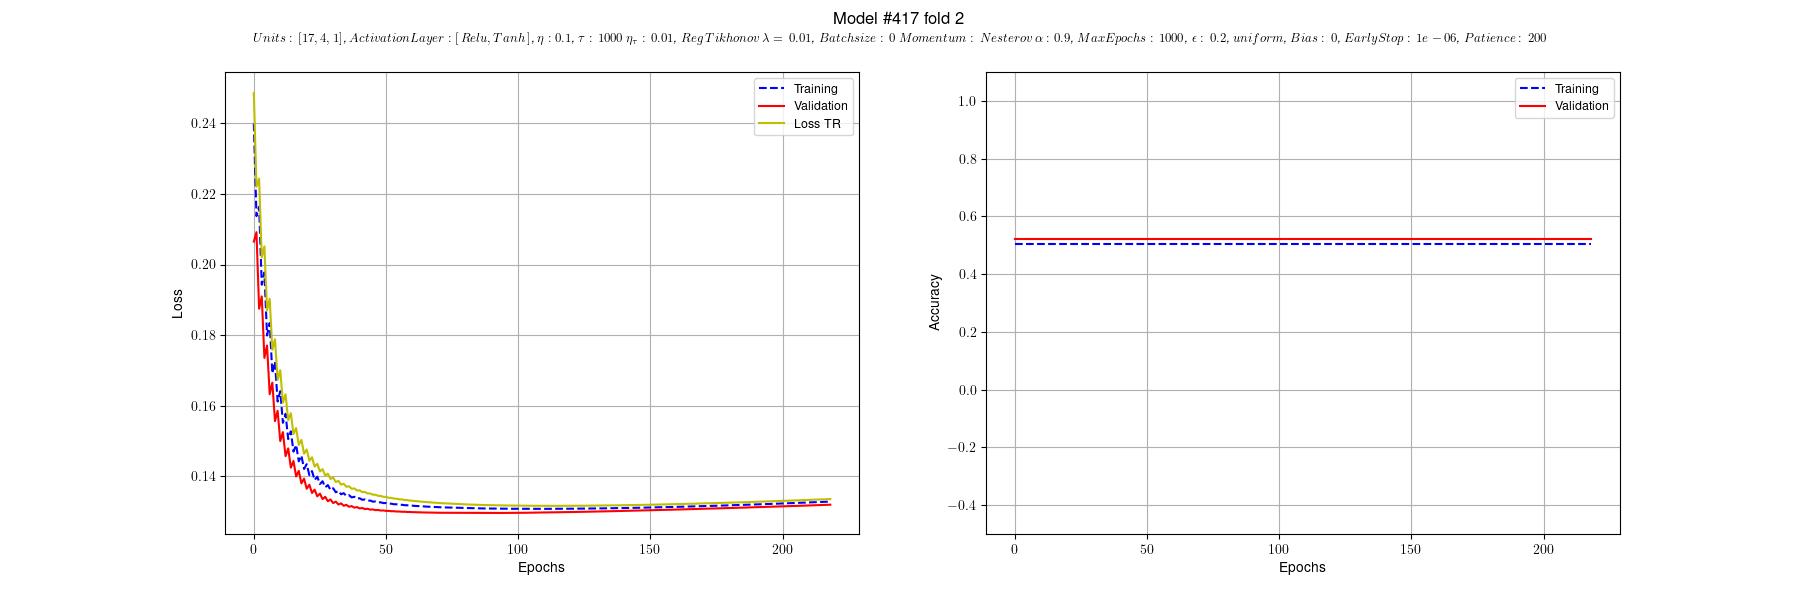 Model #417 fold 2
Units : [17, 4, 1], ActivationLayer : [ Relu, Tanh], η : 0.1, τ : 1000 η_τ : 0.01, RegTikhonov λ = 0.01, Batchsize : 0 Momentum : Nesterov α : 0.9, MaxEpochs : 1000, ϵ : 0.2, uniform, Bias : 0, EarlyStop : 1e − 06, Patience : 200
Training
Validation
Loss TR
0.24
0.22
0.20
0.18
0.16
0.14
Loss
0 50 100 150 200
Epochs
Training
Validation
1.0
0.8
0.6
0.4
0.2
0.0
−0.2
−0.4
Accuracy
0 50 100 150 200
Epochs